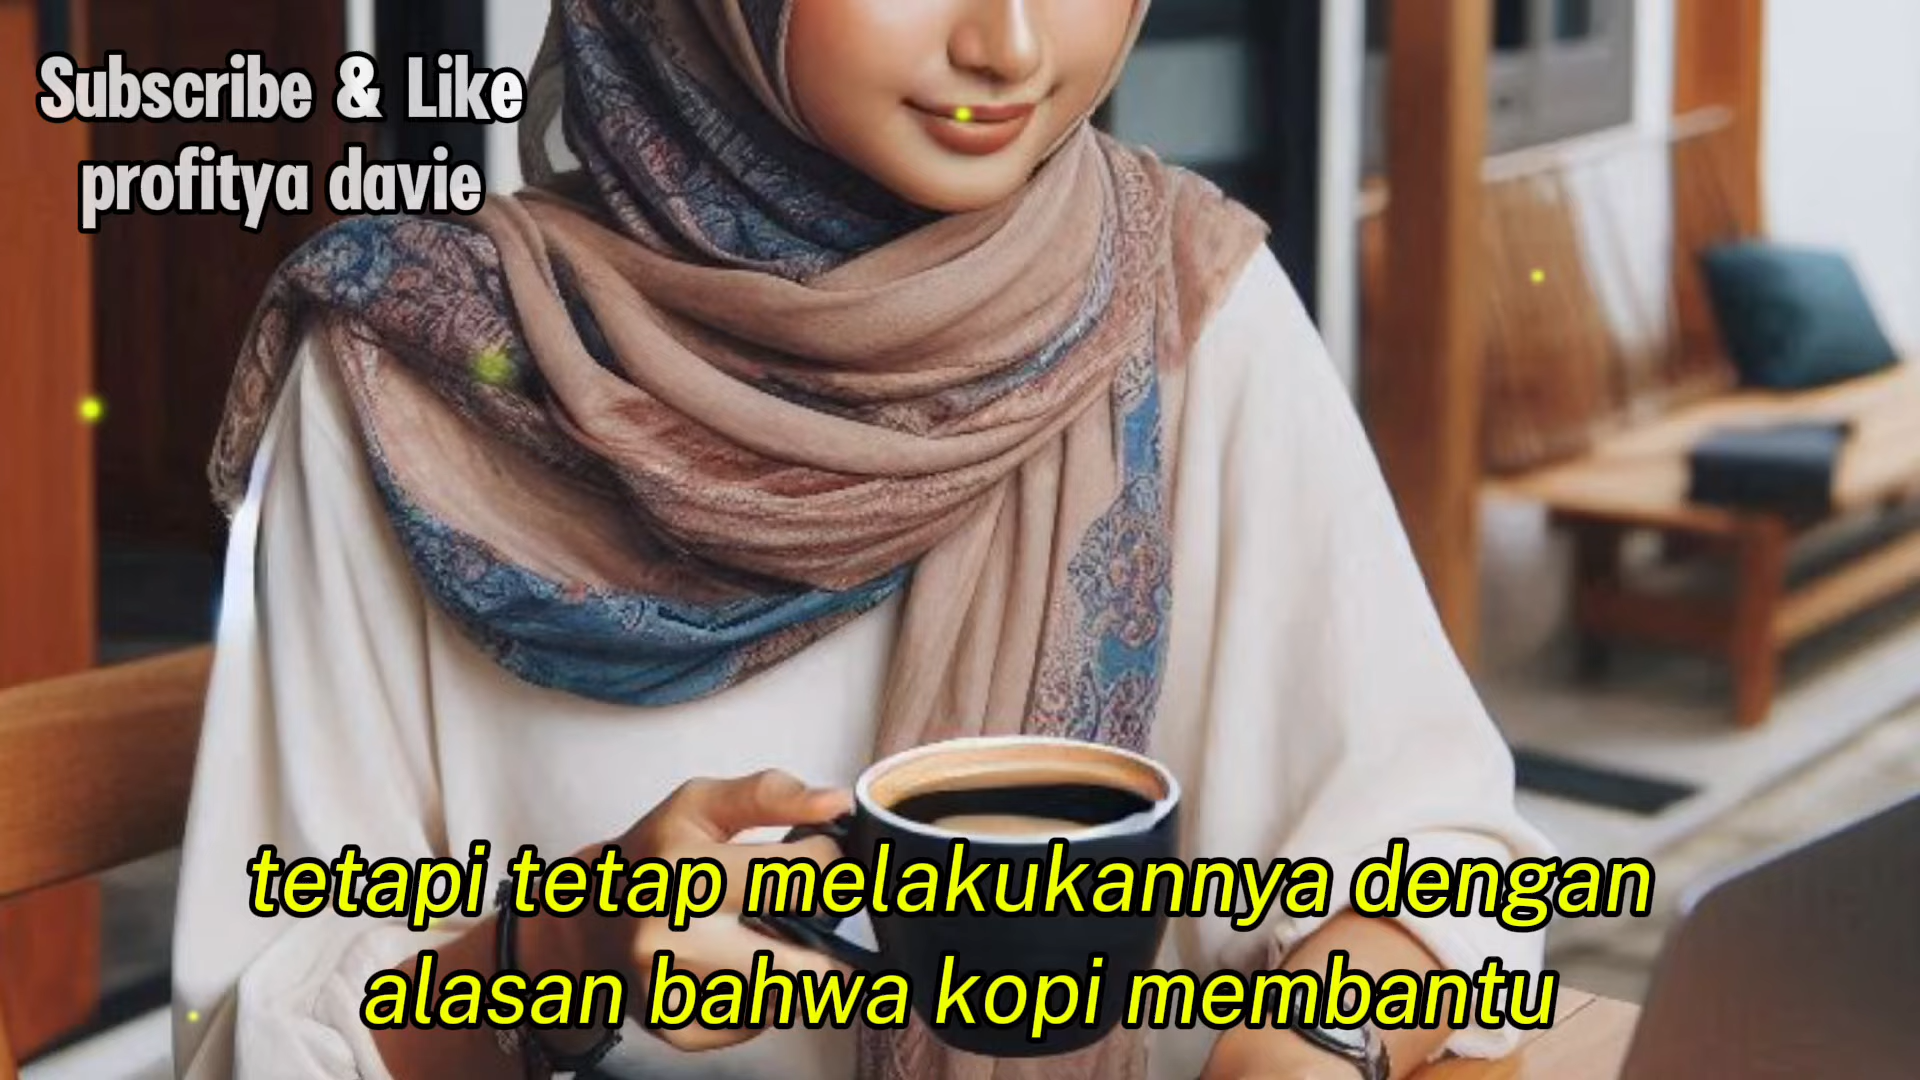 Subscribe & Like
profitya davie
tetapi tetap melakukannya dengan
alasan bahwa kopi membantu